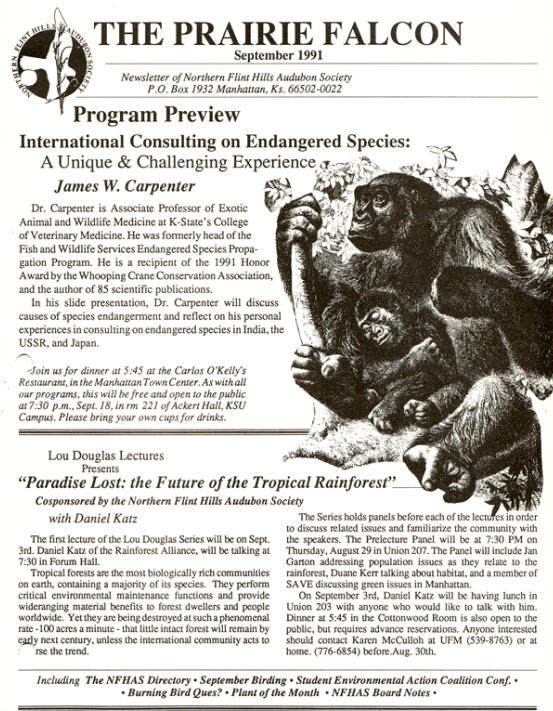 THE PRAIRIE FALCON
September 1991
NORTHERN FLINT HILLS AUDUBON SOCIETY
Newsletter of Northern Flint Hills Audubon Society
P.O. Box 1932 Manhattan, Ks. 66502-0022
Program Preview
International Consulting on Endangered Species:
A Unique & Challenging Experience
James W. Carpenter
Dr. Carpenter is Associate Professor of Exotic
Animal and Wildlife Medicine at K-State's College
of Veterinary Medicine. He was formerly head of the
Fish and Wildlife Services Endangered Species Propa-
gation Program. He is a recipient of the 1991 Honor
Award by the Whooping Crane Conservation Association,
and the author of 85 scientific publications.
In his slide presentation, Dr. Carpenter will discuss
causes of species endangerment and reflect on his personal
experiences in consulting on endangered species in India, the
USSR, and Japan.
Join us for dinner at 5:45 at the Carlos O'Kelly's
Restaurant, in the Manhattan Town Center. As with all
our programs, this will be free and open to the public
at 7:30 p.m., Sept. 18, in rm 221 of Ackert Hall, KSU
Campus. Please bring your own cups for drinks.
Lou Douglas Lectures
Presents
"Paradise Lost: the Future of the Tropical Rainforest"
Cosponsored by the Northern Flint Hills Audubon Society
with Daniel Katz
The first lecture of the Lou Douglas Series will be on Sept.
3rd. Daniel Katz of the Rainforest Alliance, will be talking at
7:30 in Forum Hall.
Tropical forests are the most biologically rich communities
on earth, containing a majority of its species. They perform
critical environmental maintenance functions and provide
wideranging material benefits to forest dwellers and people
worldwide. Yet they are being destroyed at such a phenomenal
rate -100 acres a minute - that little intact forest will remain by
early next century, unless the international community acts to
rse the trend.
The Series holds panels before each of the lectures in order
to discuss related issues and familiarize the community with
the speakers. The Prelecture Panel will be at 7:30 PM on
Thursday, August 29 in Union 207. The Panel will include Jan
Garton addressing population issues as they relate to the
rainforest, Duane Kerr talking about habitat, and a member of
SAVE discussing green issues in Manhattan.
On September 3rd, Daniel Katz will be having lunch in
Union 203 with anyone who would like to talk with him.
Dinner at 5:45 in the Cottonwood Room is also open to the
public, but requires advance reservations. Anyone interested
should contact Karen McCulloh at UFM (539-8763) or at
home. (776-6854) before.Aug. 30th.
Including The NFHAS Directory • September Birding • Student Environmental Action Coalition Conf. •
• Burning Bird Ques? • Plant of the Month • NFHAS Board Notes •